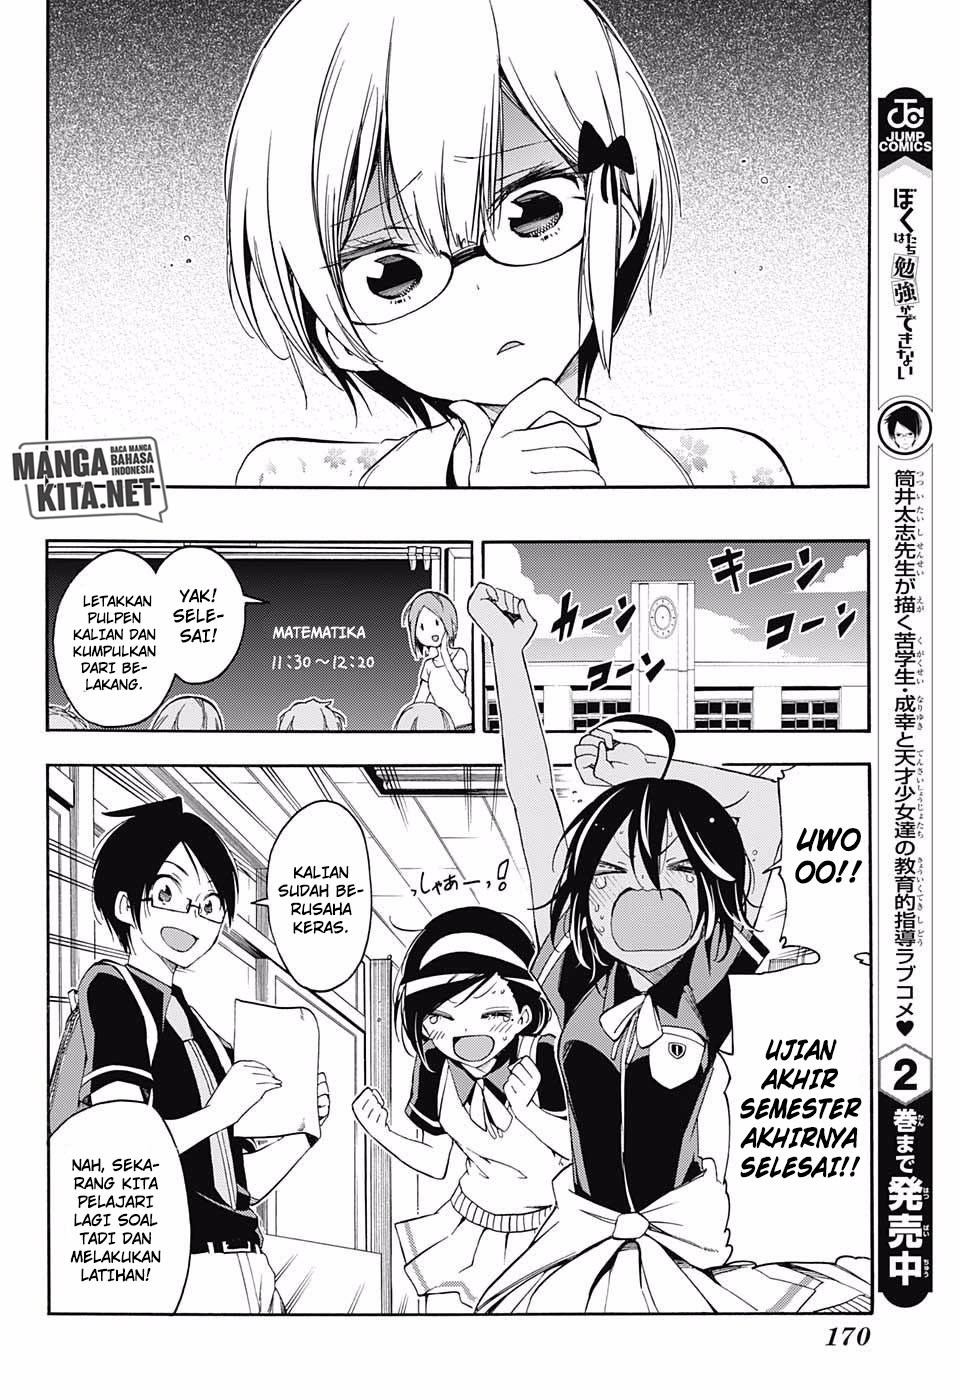 MANGA
KITA.NET
BACA MANGA
BAHASA
INDONESIA
キーン
コーン
カーン
コーン
YAK!
SELE-
SAI!
LETAKKAN
PULPEN
KALIAN DAN
KUMPULKAN
DARI BE-
LAKANG.
MATEMATIKA
11:30～12:20
UWO
OO!!
UJIAN
AKHIR
SEMESTER
AKHIRNYA
SELESAI!!
っしゃあーっ!
KALIAN
SUDAH BE-
RUSAHA
KERAS.
NAH, SEKA-
RANG KITA
PELAJARI
LAGI SOAL
TADI DAN
MELAKUKAN
LATIHAN!
JC
JUMP
COMICS
ぼくたちは勉強ができない
筒井太志先生が描く苦学生・成幸と天才少女達の教育的指導ラブコメ♥
2
巻まで発売中
170